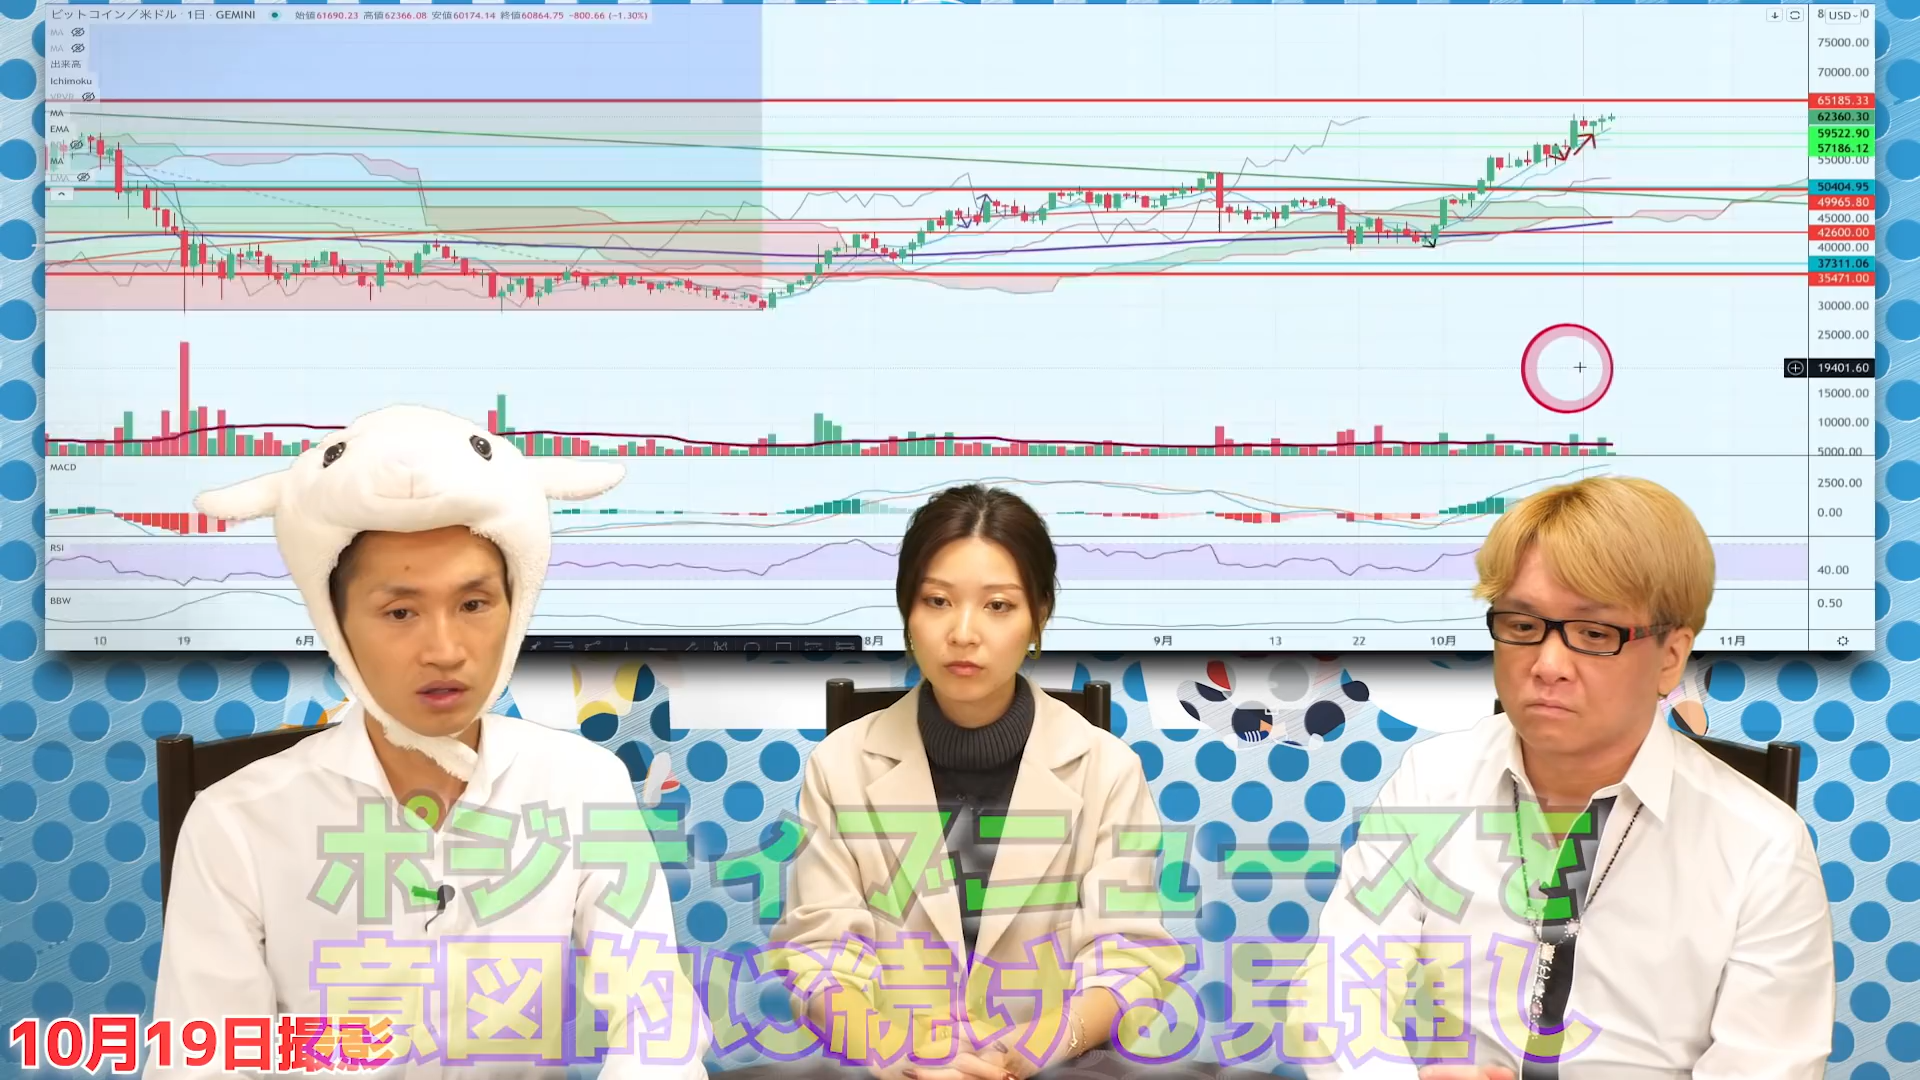 ビットコイン／米ドル · 1日 · GEMINI 始値61690.23 高値62366.08 安値60174.14 終値60864.75 −800.66 (−1.30%)
MA
MA
出来高
Ichimoku
VPVR
MA
EMA
MA
EMA
USD
75000.00
70000.00
65185.33
62360.30
59522.90
57186.12
55000.00
50404.95
49965.80
45000.00
42600.00
40000.00
37311.06
35471.00
30000.00
25000.00
19401.60
15000.00
10000.00
5000.00
MACD
2500.00
0.00
RSI
40.00
BBW
0.50
10 19 6月 8月 9月 13 22 10月 11月
ポジティブニュースを
意図的に続ける見通し
10月19日撮影